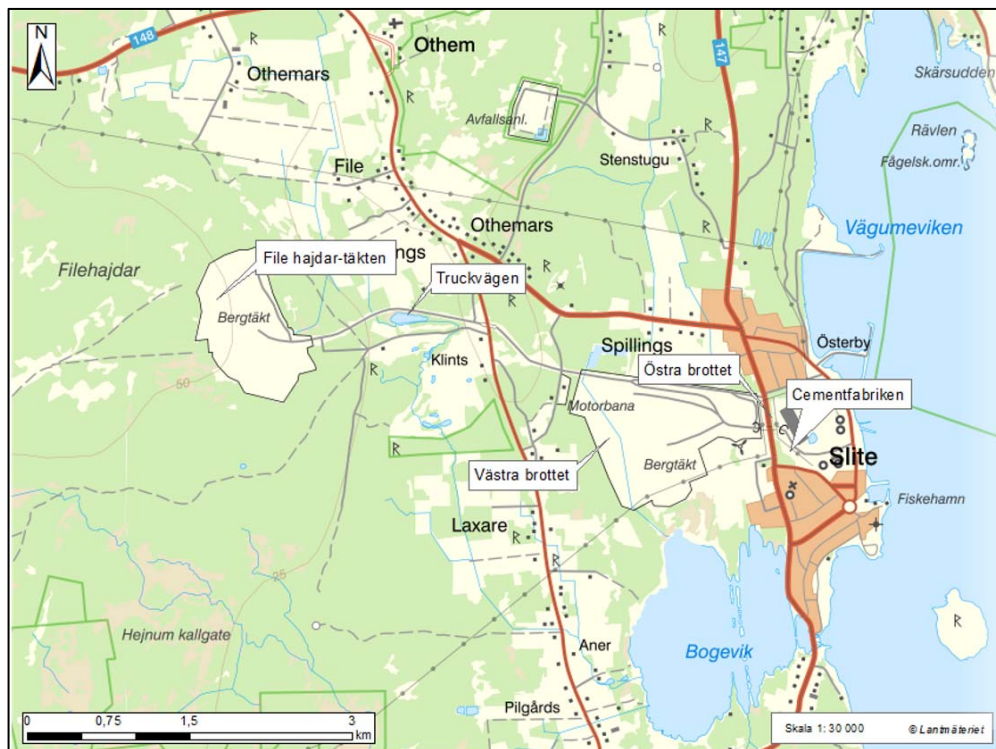 N
148
147
Othem
Othemars
Skärsudden
Avfallsanl.
Rävlen
Stenstugu
Fågelsk.omr.
File
Othemars
Vägumeviken
ngs
File hajdar-täkten
Filehajdar
Truckvägen
Bergtäkt
Spillings
Österby
Klints
Östra brottet
50
Cementfabriken
Motorbana
Slite
Bergtäkt
Västra brottet
Fiskehamn
Laxare
25
Hejnum kallgate
Aner
Bogevik
Pilgårds
0 0,75 1,5 3
km
Skala 1: 30 000 © Lantmäteriet